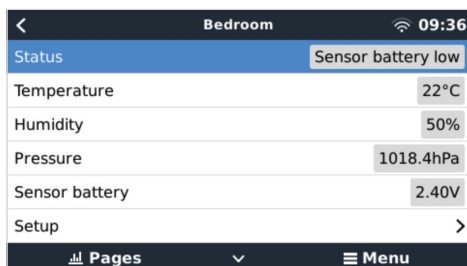 Bedroom 09:36
Status Sensor battery low
Temperature 22°C
Humidity 50%
Pressure 1018.4hPa
Sensor battery 2.40V
Setup
Pages Menu